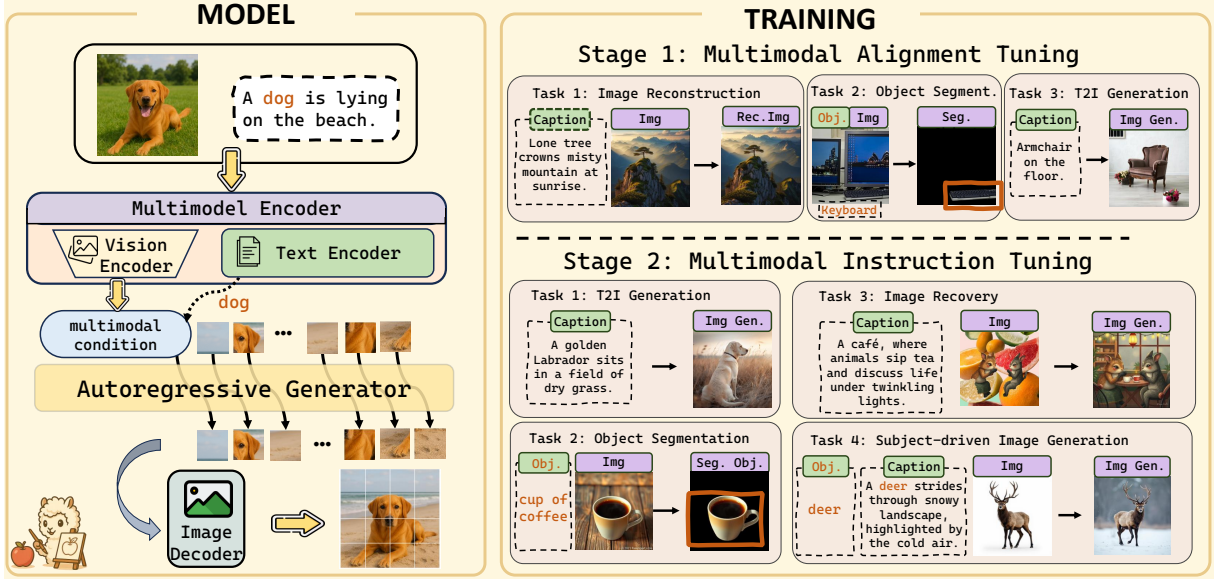 MODEL
A dog is lying
on the beach.
Multimodel Encoder
Vision
Encoder
Text Encoder
dog
multimodal
condition
•••
Autoregressive Generator
•••
Image
Decoder
TRAINING
Stage 1: Multimodal Alignment Tuning
Task 1: Image Reconstruction
Caption
Img
Rec.Img
Lone tree
crowns misty
mountain at
sunrise.
Task 2: Object Segment.
Obj.
Img
Seg.
Keyboard
Task 3: T2I Generation
Caption
Img Gen.
Armchair
on the
floor.
Stage 2: Multimodal Instruction Tuning
Task 1: T2I Generation
Caption
Img Gen.
A golden
Labrador sits
in a field of
dry grass.
Task 3: Image Recovery
Caption
Img
Img Gen.
A café, where
animals sip tea
and discuss life
under twinkling
lights.
Task 2: Object Segmentation
Obj.
Img
Seg. Obj.
cup of
coffee
Task 4: Subject-driven Image Generation
Obj.
Caption
Img
Img Gen.
deer
A deer strides
through snowy
landscape,
highlighted by
the cold air.